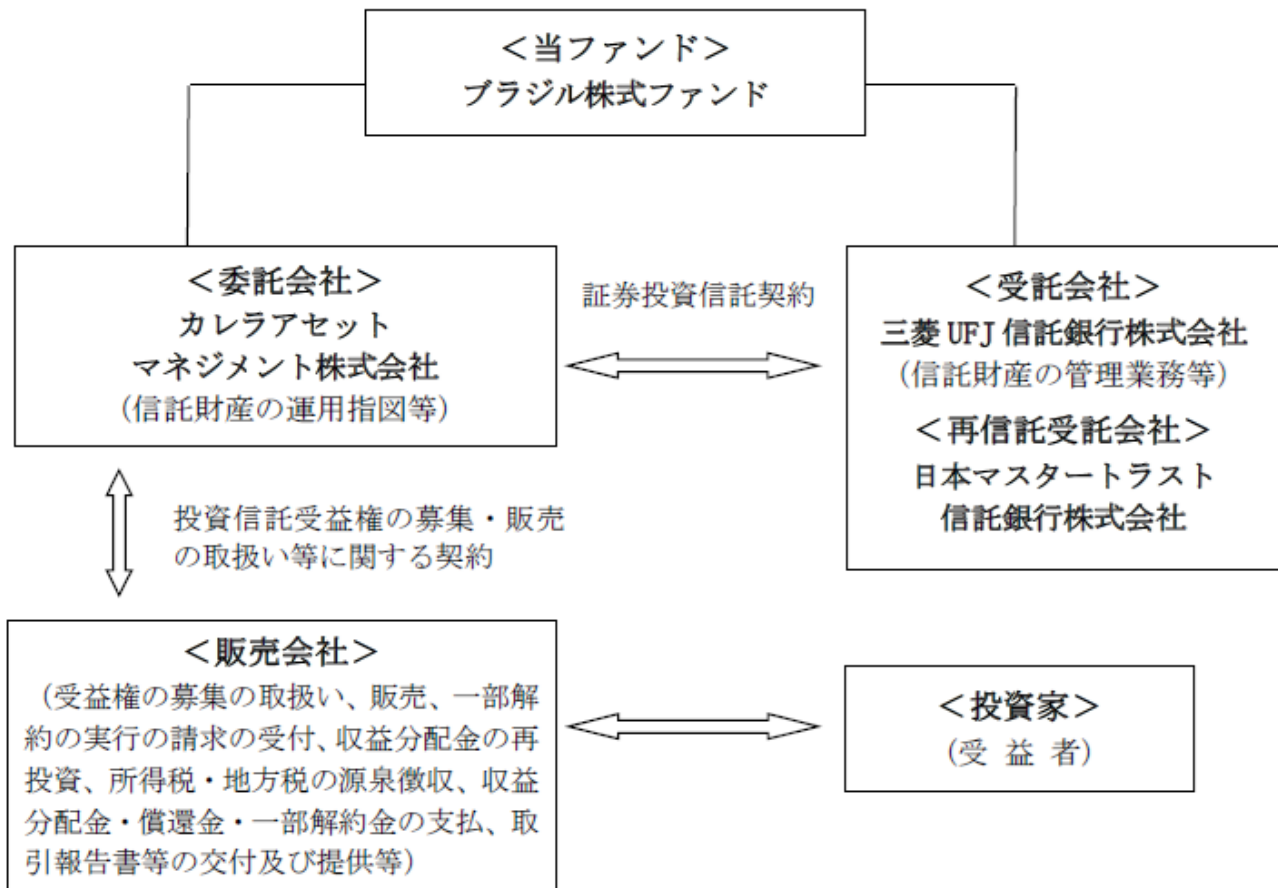 ＜当ファンド＞
ブラジル株式ファンド
＜委託会社＞
カレラアセット
マネジメント株式会社
（信託財産の運用指図等）
証券投資信託契約
＜受託会社＞
三菱 UFJ 信託銀行株式会社
（信託財産の管理業務等）
＜再信託受託会社＞
日本マスタートラスト
信託銀行株式会社
投資信託受益権の募集・販売
の取扱い等に関する契約
＜販売会社＞
（受益権の募集の取扱い、販売、一部解
約の実行の請求の受付、収益分配金の再
投資、所得税・地方税の源泉徴収、収益
分配金・償還金・一部解約金の支払、取
引報告書等の交付及び提供等）
＜投資家＞
（受 益 者）